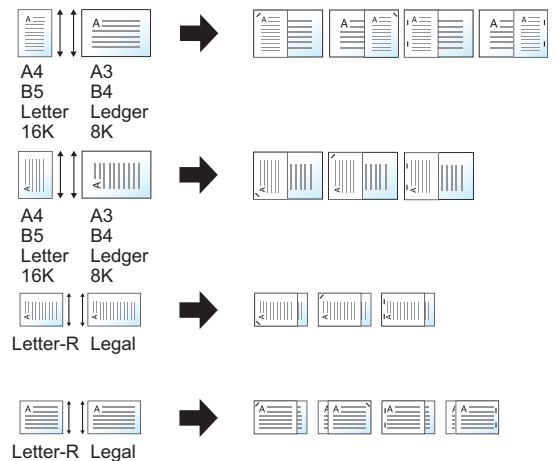 A A
A4 A3
B5 B4
Letter Ledger
16K 8K
A A A A A A A A
A A
A4 A3
B5 B4
Letter Ledger
16K 8K
A A A
A A
Letter-R Legal
A A A
A A
Letter-R Legal
A A A A A A